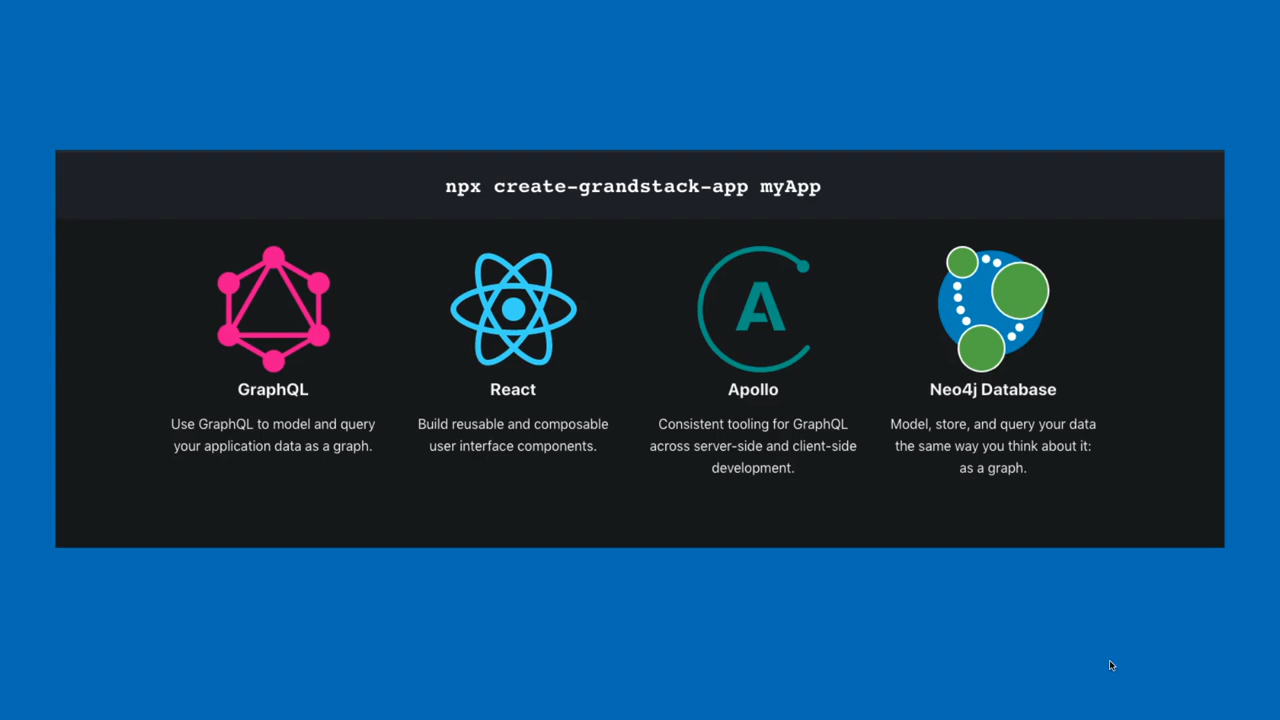 npx create-grandstack-app myApp
A
GraphQL
Use GraphQL to model and query
your application data as a graph.
React
Build reusable and composable
user interface components.
Apollo
Consistent tooling for GraphQL
across server-side and client-side
development.
Neo4j Database
Model, store, and query your data
the same way you think about it:
as a graph.